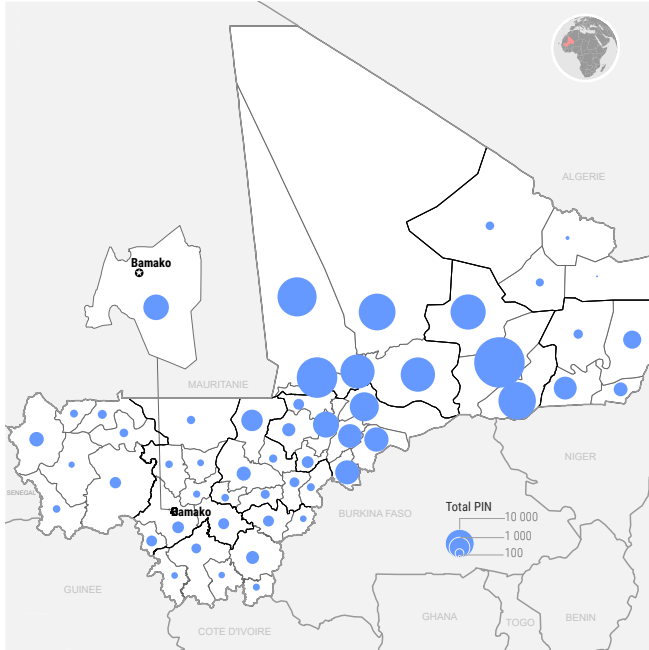 ALGERIE
Bamako
MAURITANIE
NIGER
SENEGAL
Total PIN
10 000
1 000
100
Bamako
BURKINA FASO
GUINEE
COTE D'IVOIRE
GHANA
TOGO
BENIN